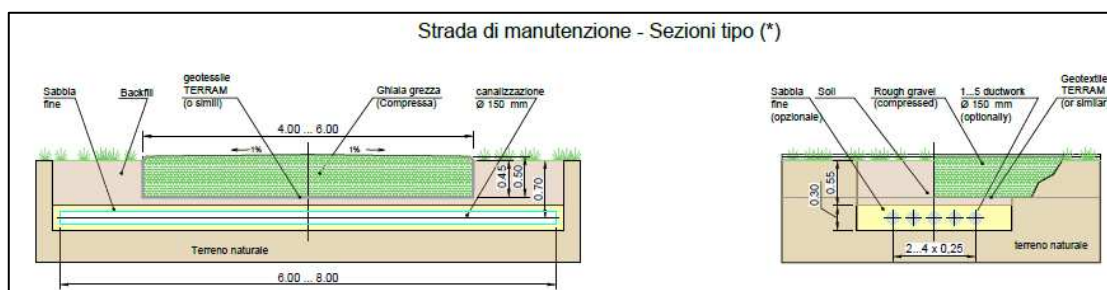 Strada di manutenzione - Sezioni tipo (*)
Sabbia
fine
Backfill
geotessile
TERRAM
(o simili)
Ghiaia grezza
(Compressa)
canalizzazione
Ø 150 mm
4.00 ... 6.00
1%
1%
0.45
0.50
0.70
Terreno naturale
6.00 ... 8.00
Sabbia
fine
(opzionale)
Soil
Rough gravel
(compressed)
1...5 ductwork
Ø 150 mm
(optionally)
Geotextile
TERRAM
(or similar
0.30
0.55
2...4 x 0,25
terreno naturale